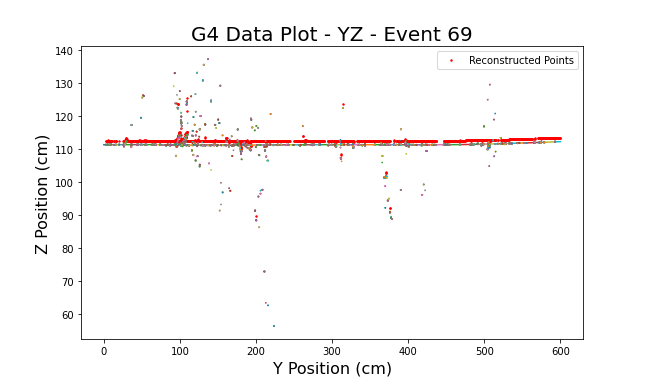 G4 Data Plot - YZ - Event 69
Reconstructed Points
Z Position (cm)
140
130
120
110
100
90
80
70
60
0 100 200 300 400 500 600
Y Position (cm)